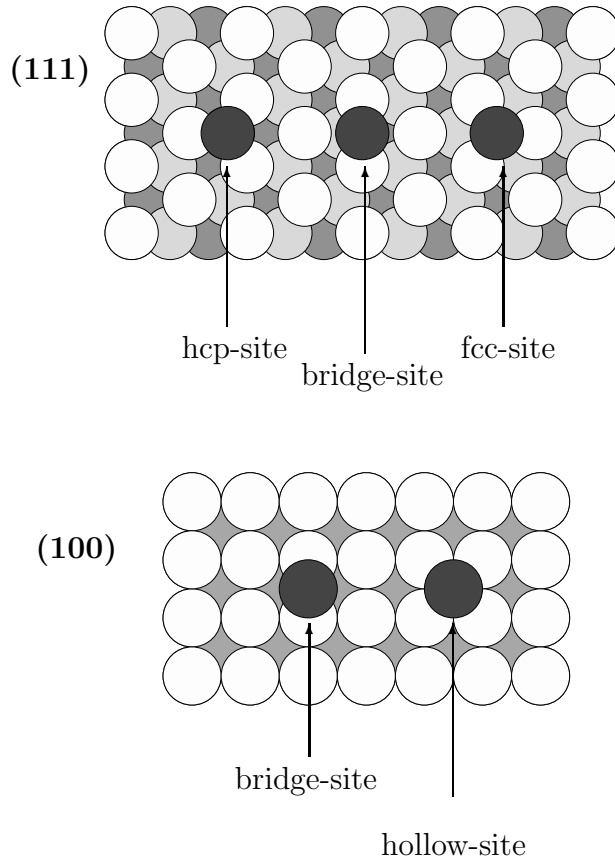 (111)
hcp-site
fcc-site
bridge-site
(100)
bridge-site
hollow-site